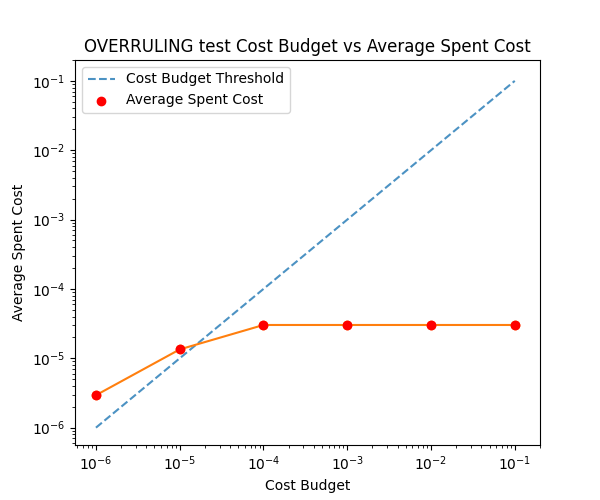 OVERRULING test Cost Budget vs Average Spent Cost
Cost Budget Threshold
Average Spent Cost
10⁻¹
10⁻²
10⁻³
10⁻⁴
10⁻⁵
10⁻⁶
Average Spent Cost
10⁻⁶ 10⁻⁵ 10⁻⁴ 10⁻³ 10⁻² 10⁻¹
Cost Budget